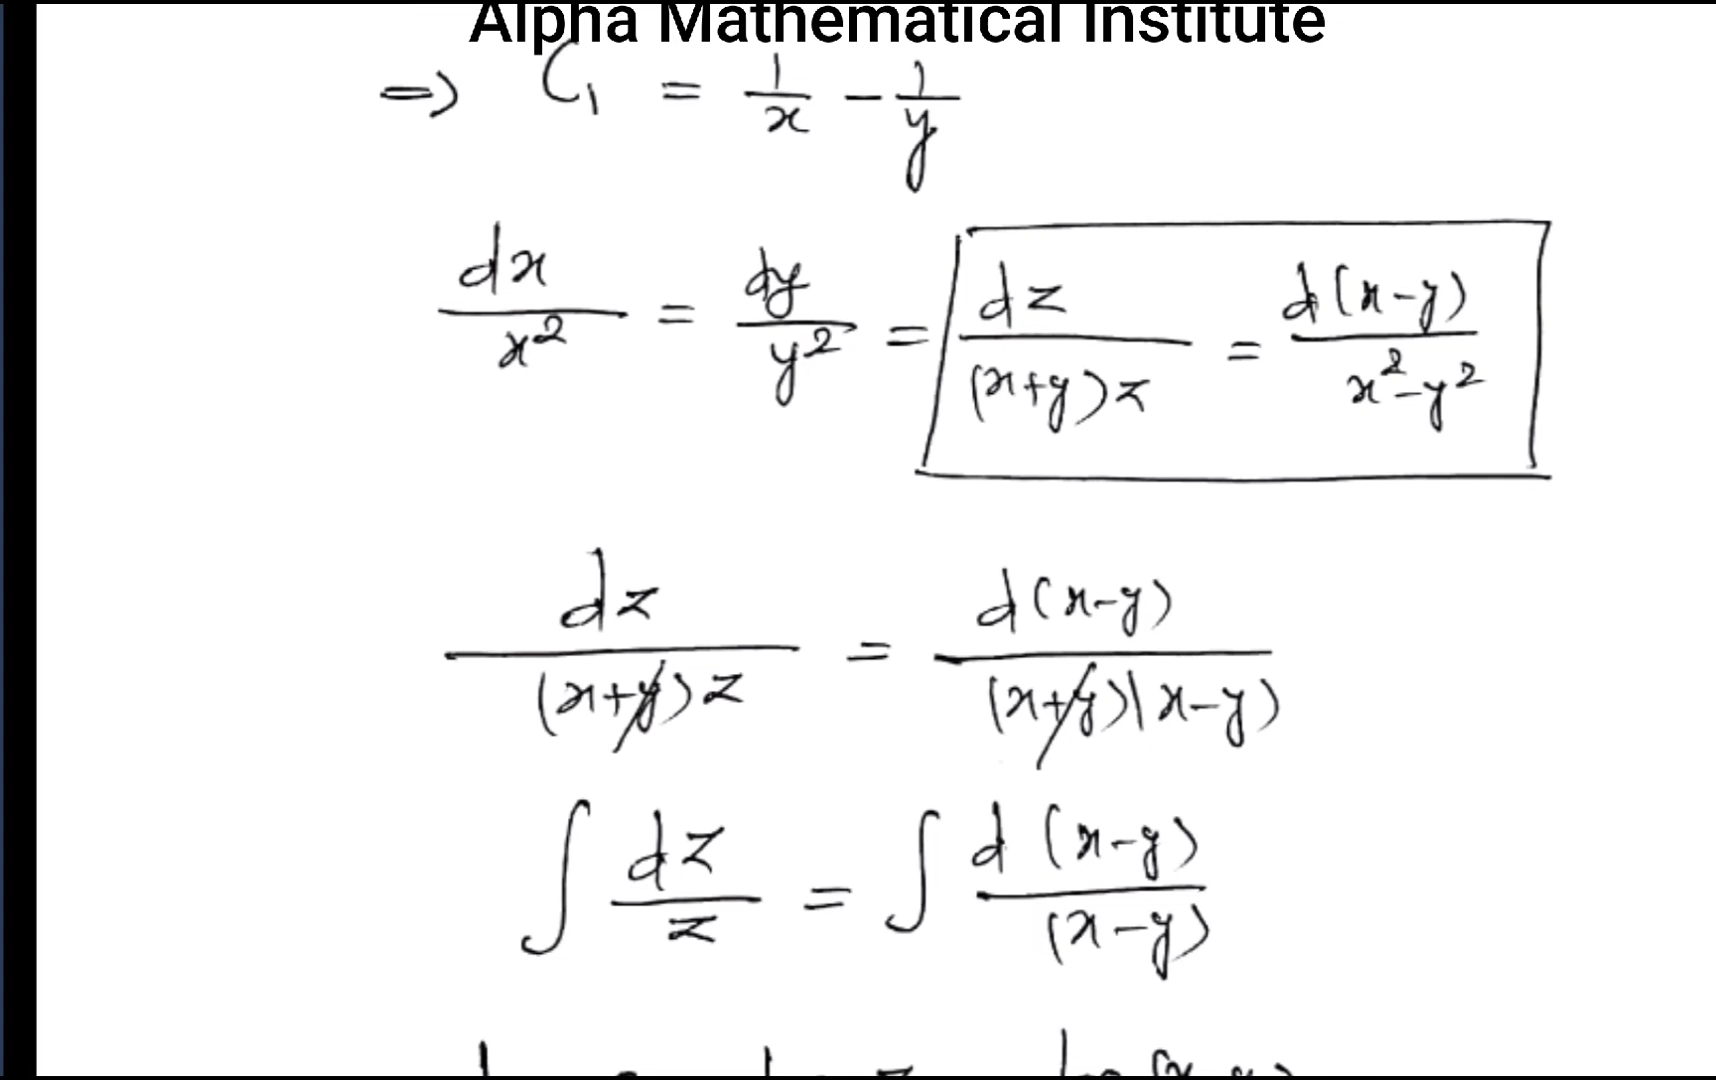 Alpha Mathematical Institute
=> C₁ = 1/x - 1/y
dx/x² = dy/y² = dz/(x+y)z = d(x-y)/x²-y²
dz/(x+y)z = d(x-y)/(x+y)(x-y)
∫ dz/z = ∫ d(x-y)/(x-y)